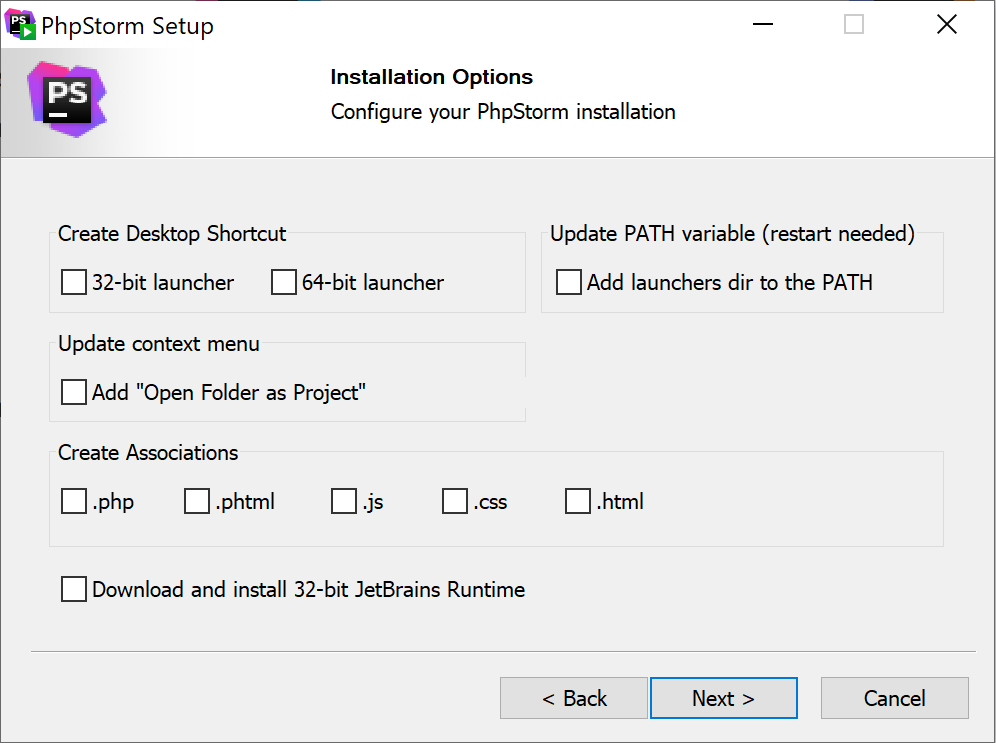 PS PhpStorm Setup
PS
Installation Options
Configure your PhpStorm installation
Create Desktop Shortcut
32-bit launcher 64-bit launcher
Update PATH variable (restart needed)
Add launchers dir to the PATH
Update context menu
Add "Open Folder as Project"
Create Associations
.php .phtml .js .css .html
Download and install 32-bit JetBrains Runtime
< Back Next > Cancel